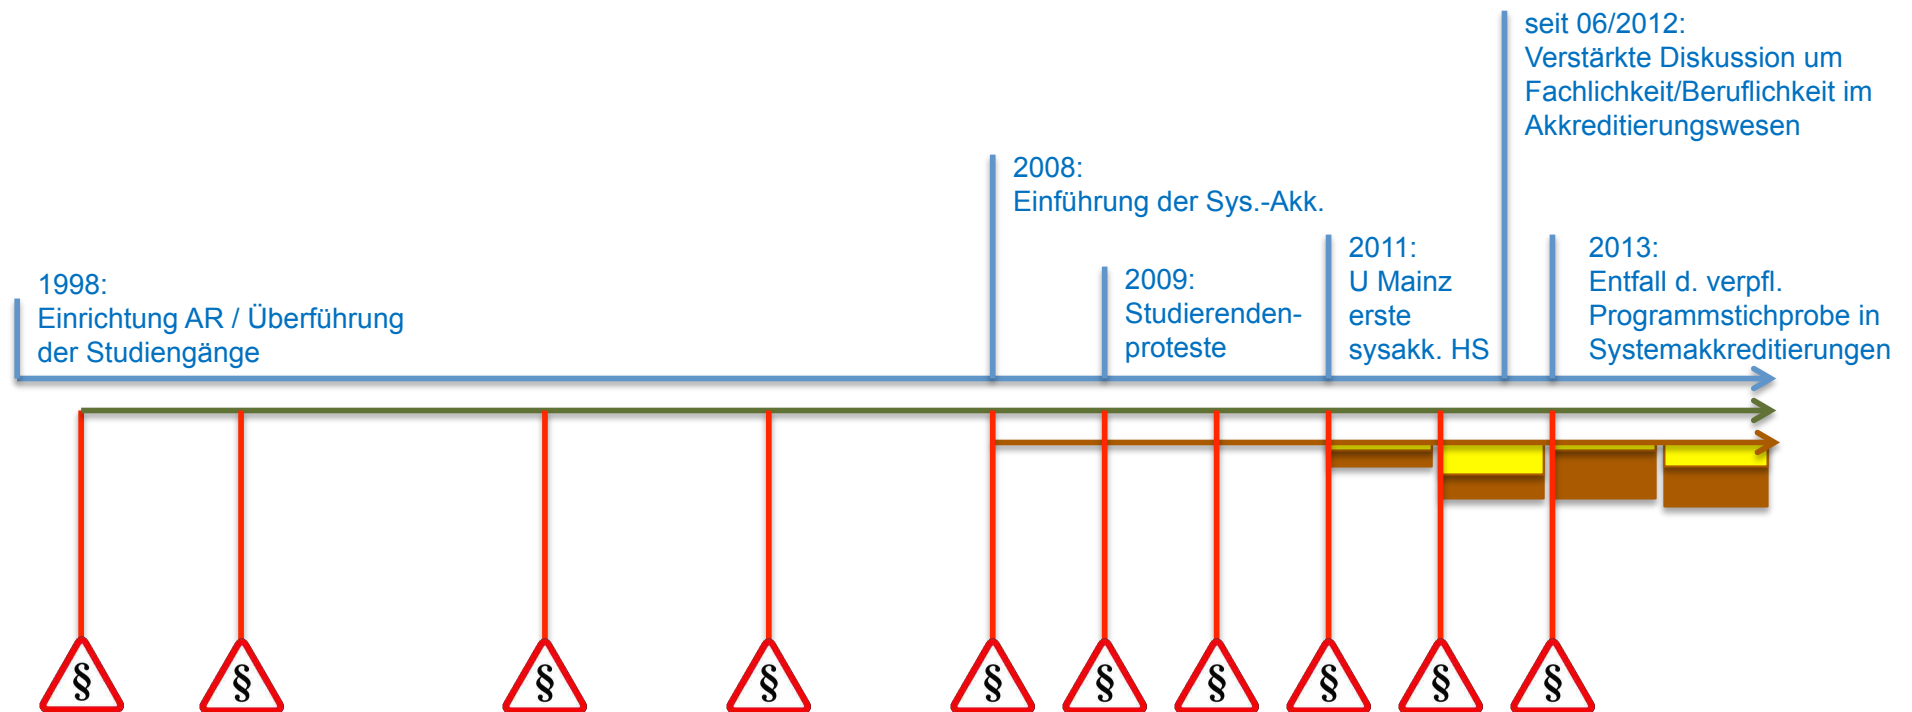 seit 06/2012:
Verstärkte Diskussion um
Fachlichkeit/Beruflichkeit im
Akkreditierungswesen
2008:
Einführung der Sys.-Akk.
2011:
U Mainz
erste
sysakk. HS
2013:
Entfall d. verpfl.
Programmstichprobe in
Systemakkreditierungen
2009:
Studierenden-
proteste
1998:
Einrichtung AR / Überführung
der Studiengänge
§ § § § § § § § § §